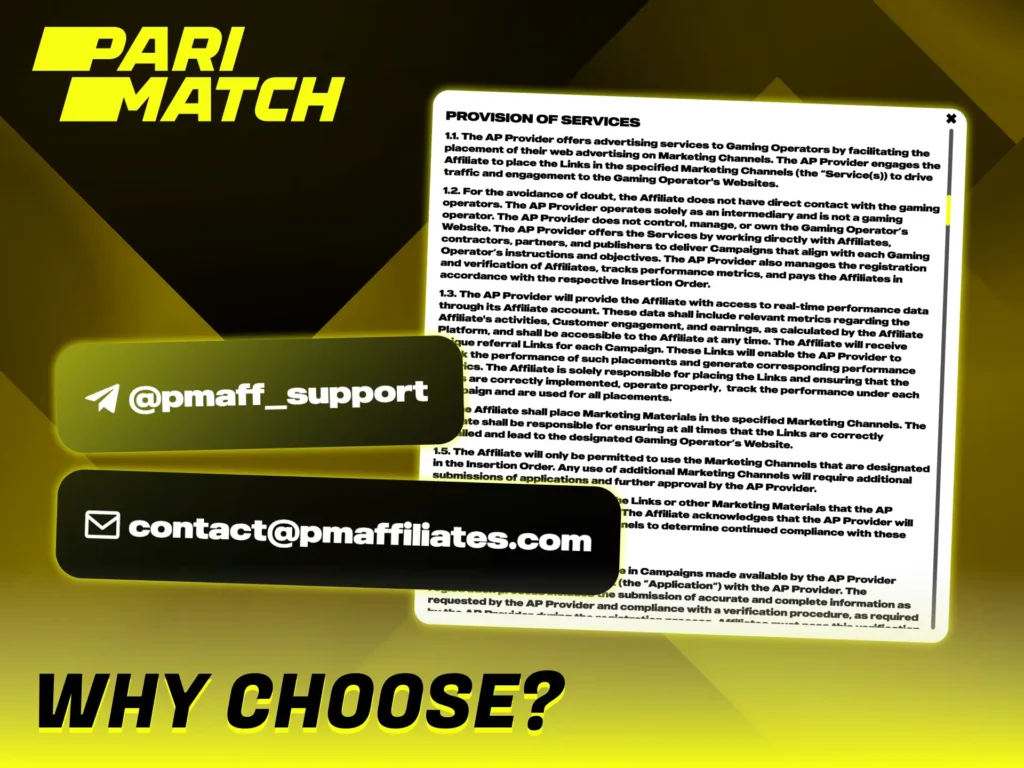 PARI
MATCH
PROVISION OF SERVICES
1.1. The AP Provider offers advertising services to Gaming Operators by facilitating the
placement of their web advertising on Marketing Channels. The AP Provider engages the
Affiliate to place the Links in the specified Marketing Channels (the “Service(s)) to drive
traffic and engagement to the Gaming Operator's Websites.
1.2. For the avoidance of doubt, the Affiliate does not have direct contact with the gaming
operators. The AP Provider operates solely as an intermediary and is not a gaming
operator. The AP Provider does not control, manage, or own the Gaming Operator's
Website. The AP Provider offers the Services by working directly with Affiliates,
contractors, partners, and publishers to deliver Campaigns that align with each Gaming
Operator's instructions and objectives. The AP Provider also manages the registration
and verification of Affiliates, tracks performance metrics, and pays the Affiliates in
accordance with the respective Insertion Order.
1.3. The AP Provider will provide the Affiliate with access to real-time performance data
through its Affiliate account. These data shall include relevant metrics regarding the
Affiliate's activities, Customer engagement, and earnings, as calculated by the Affiliate
Platform, and shall be accessible to the Affiliate at any time. The Affiliate will receive
referral Links for each Campaign. These Links will enable the AP Provider to
the performance of such placements and generate corresponding performance
The Affiliate is solely responsible for placing the Links and ensuring that the
are correctly implemented, operate properly, track the performance under each
and are used for all placements.
Affiliate shall place Marketing Materials in the specified Marketing Channels. The
shall be responsible for ensuring at all times that the Links are correctly
and lead to the designated Gaming Operator's Website.
1.5. The Affiliate will only be permitted to use the Marketing Channels that are designated
in the Insertion Order. Any use of additional Marketing Channels will require additional
submissions of applications and further approval by the AP Provider.
Links or other Marketing Materials that the AP
The Affiliate acknowledges that the AP Provider will
to determine continued compliance with these
in Campaigns made available by the AP Provider
(the “Application”) with the AP Provider. The
the submission of accurate and complete information as
requested by the AP Provider and compliance with a verification procedure, as required
@pmaff_support
contact@pmaffiliates.com
WHY CHOOSE?